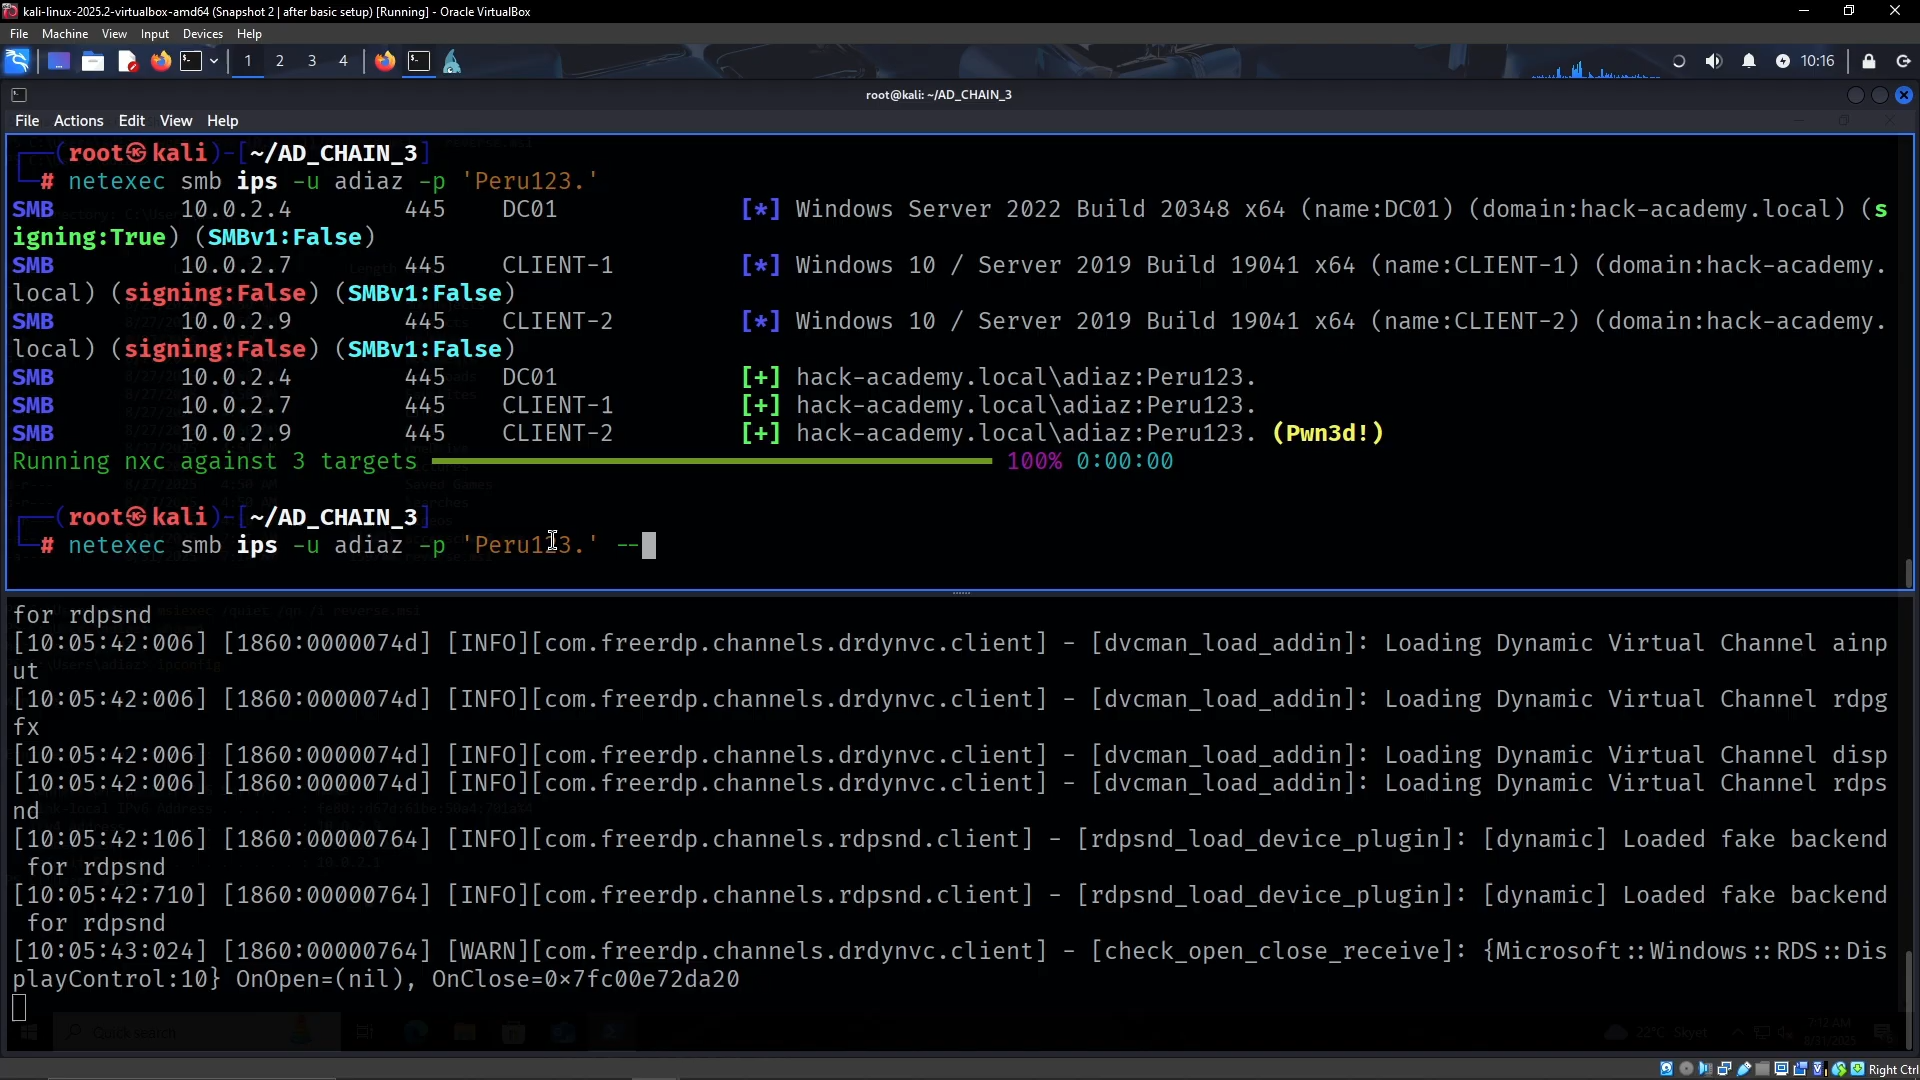 kali-linux-2025.2-virtualbox-amd64 (Snapshot 2 | after basic setup) [Running] - Oracle VirtualBox
File Machine View Input Devices Help
1 2 3 4 10:16
root@kali: ~/AD_CHAIN_3
File Actions Edit View Help
┌──(root㉿kali)-[~/AD_CHAIN_3]
└─# netexec smb ips -u adiaz -p 'Peru123.'
SMB 10.0.2.4 445 DC01 [*] Windows Server 2022 Build 20348 x64 (name:DC01) (domain:hack-academy.local) (s
igning:True) (SMBv1:False)
SMB 10.0.2.7 445 CLIENT-1 [*] Windows 10 / Server 2019 Build 19041 x64 (name:CLIENT-1) (domain:hack-academy.
local) (signing:False) (SMBv1:False)
SMB 10.0.2.9 445 CLIENT-2 [*] Windows 10 / Server 2019 Build 19041 x64 (name:CLIENT-2) (domain:hack-academy.
local) (signing:False) (SMBv1:False)
SMB 10.0.2.4 445 DC01 [+] hack-academy.local\adiaz:Peru123.
SMB 10.0.2.7 445 CLIENT-1 [+] hack-academy.local\adiaz:Peru123.
SMB 10.0.2.9 445 CLIENT-2 [+] hack-academy.local\adiaz:Peru123. (Pwn3d!)
Running nxc against 3 targets 100% 0:00:00
┌──(root㉿kali)-[~/AD_CHAIN_3]
└─# netexec smb ips -u adiaz -p 'Peru123.' --
for rdpsnd
[10:05:42:006] [1860:0000074d] [INFO][com.freerdp.channels.drdynvc.client] - [dvcman_load_addin]: Loading Dynamic Virtual Channel ainp
ut
[10:05:42:006] [1860:0000074d] [INFO][com.freerdp.channels.drdynvc.client] - [dvcman_load_addin]: Loading Dynamic Virtual Channel rdpg
fx
[10:05:42:006] [1860:0000074d] [INFO][com.freerdp.channels.drdynvc.client] - [dvcman_load_addin]: Loading Dynamic Virtual Channel disp
[10:05:42:006] [1860:0000074d] [INFO][com.freerdp.channels.drdynvc.client] - [dvcman_load_addin]: Loading Dynamic Virtual Channel rdps
nd
[10:05:42:106] [1860:00000764] [INFO][com.freerdp.channels.rdpsnd.client] - [rdpsnd_load_device_plugin]: [dynamic] Loaded fake backend
for rdpsnd
[10:05:42:710] [1860:00000764] [INFO][com.freerdp.channels.rdpsnd.client] - [rdpsnd_load_device_plugin]: [dynamic] Loaded fake backend
for rdpsnd
[10:05:43:024] [1860:00000764] [WARN][com.freerdp.channels.drdynvc.client] - [check_open_close_receive]: {Microsoft::Windows::RDS::Dis
playControl:10} OnOpen=(nil), OnClose=0×7fc00e72da20
Quick search 22°C 7:12 AM
8/31/2025
Right Ctrl